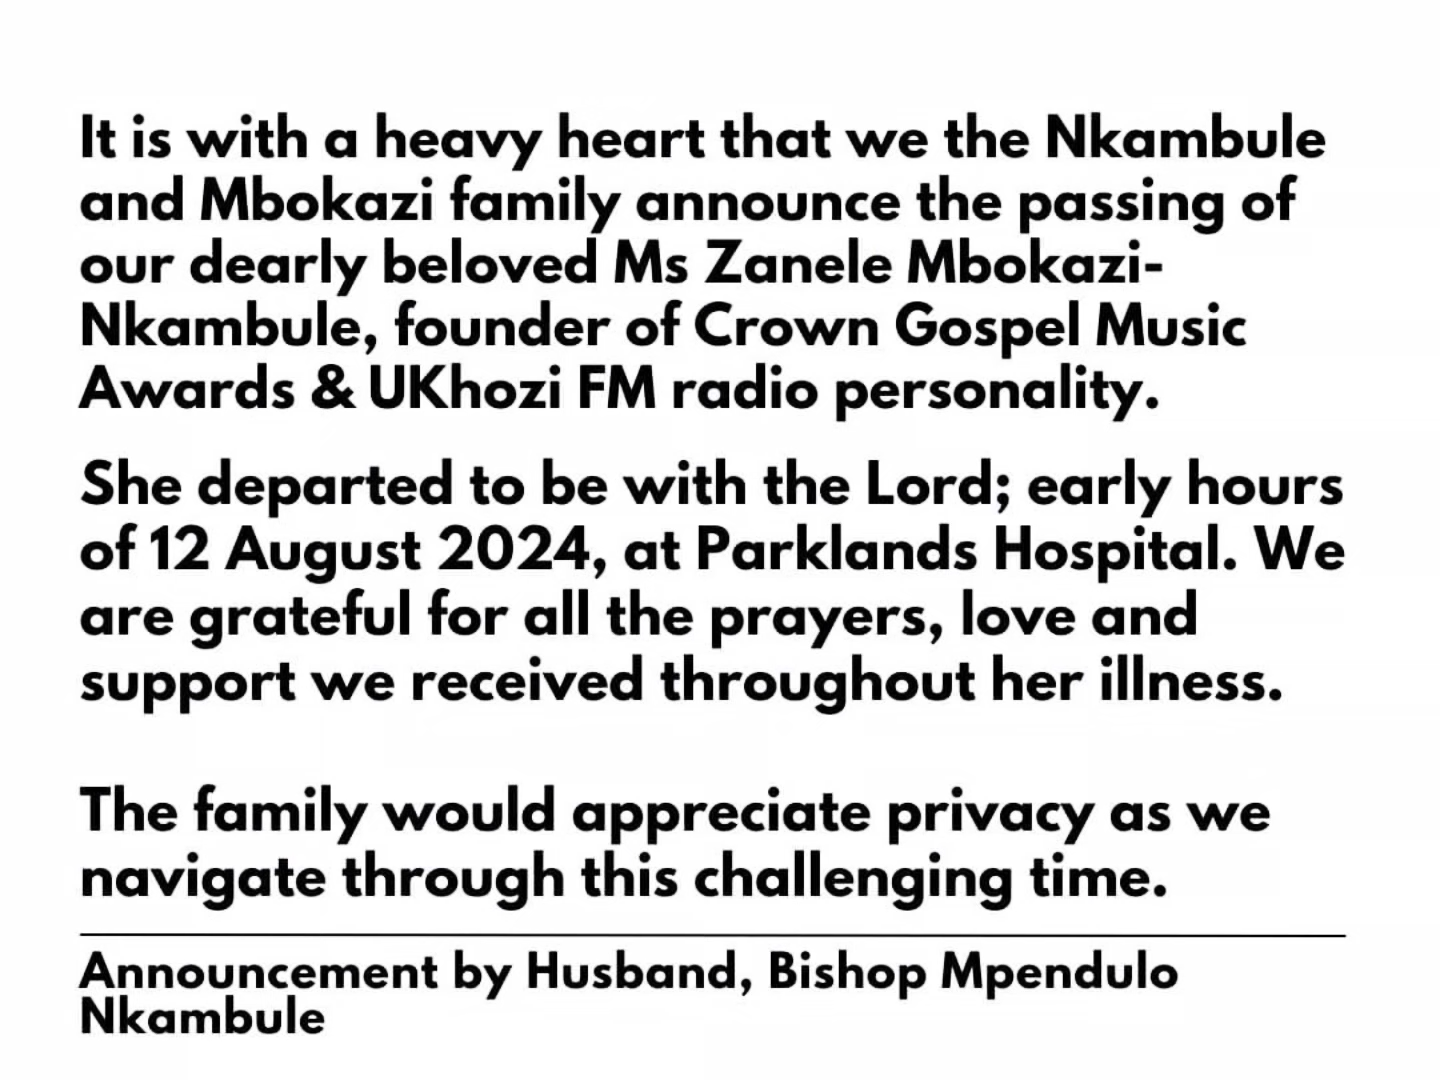 It is with a heavy heart that we the Nkambule
and Mbokazi family announce the passing of
our dearly beloved Ms Zanele Mbokazi-
Nkambule, founder of Crown Gospel Music
Awards & UKhozi FM radio personality.
She departed to be with the Lord; early hours
of 12 August 2024, at Parklands Hospital. We
are grateful for all the prayers, love and
support we received throughout her illness.
The family would appreciate privacy as we
navigate through this challenging time.
Announcement by Husband, Bishop Mpendulo
Nkambule